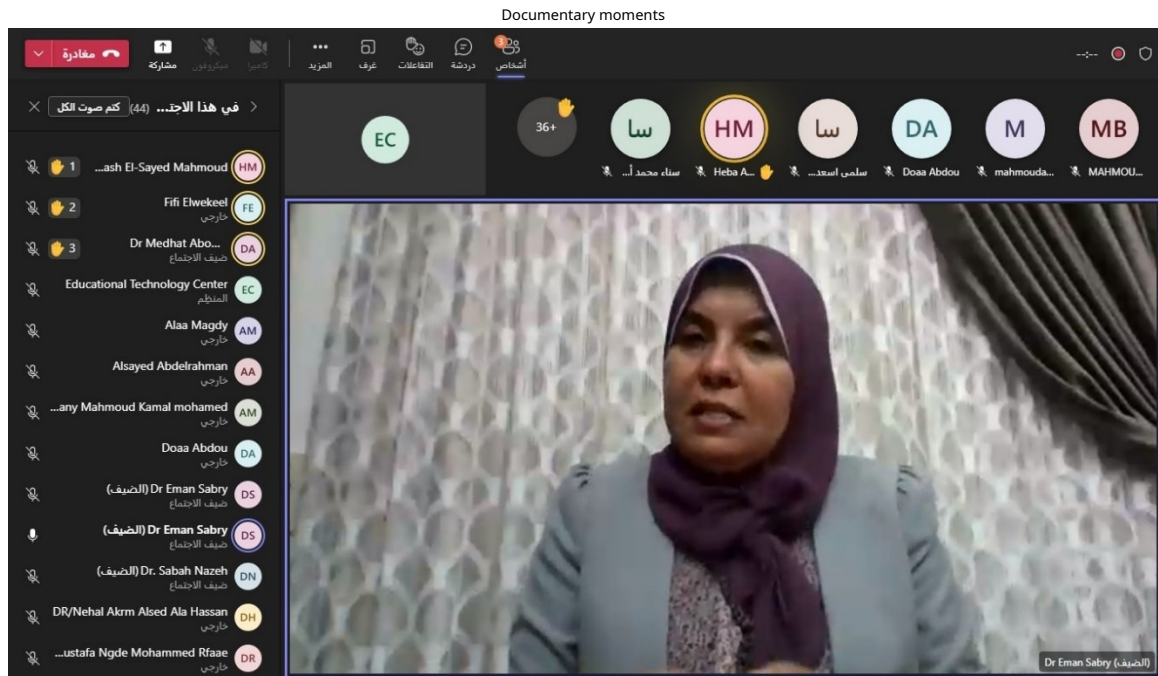 Documentary moments
مغادرة
مشاركة
ميكروفون
كاميرا
المزيد
غرف
التفاعلات
دردشة
أشخاص
3
--:--
في هذا الاجتـ... (44)
كتم صوت الكل
EC
36+
سا
HM
سا
DA
M
MB
سناء محمد أ...
Heba A...
سلمى اسعد...
Doaa Abdou
mahmouda...
MAHMOU...
...ash El-Sayed Mahmoud
HM
1
Fifi Elwekeel
خارجي
FE
2
Dr Medhat Abo...
ضيف الاجتماع
DA
3
Educational Technology Center
المنظم
EC
Alaa Magdy
خارجي
AM
Alsayed Abdelrahman
خارجي
AA
...any Mahmoud Kamal mohamed
خارجي
AM
Doaa Abdou
خارجي
DA
Dr Eman Sabry (الضيف)
ضيف الاجتماع
DS
Dr Eman Sabry (الضيف)
ضيف الاجتماع
DS
Dr. Sabah Nazeh (الضيف)
ضيف الاجتماع
DN
DR/Nehal Akrm Alsed Ala Hassan
خارجي
DH
...ustafa Ngde Mohammed Rfaae
خارجي
DR
Dr Eman Sabry (الضيف)